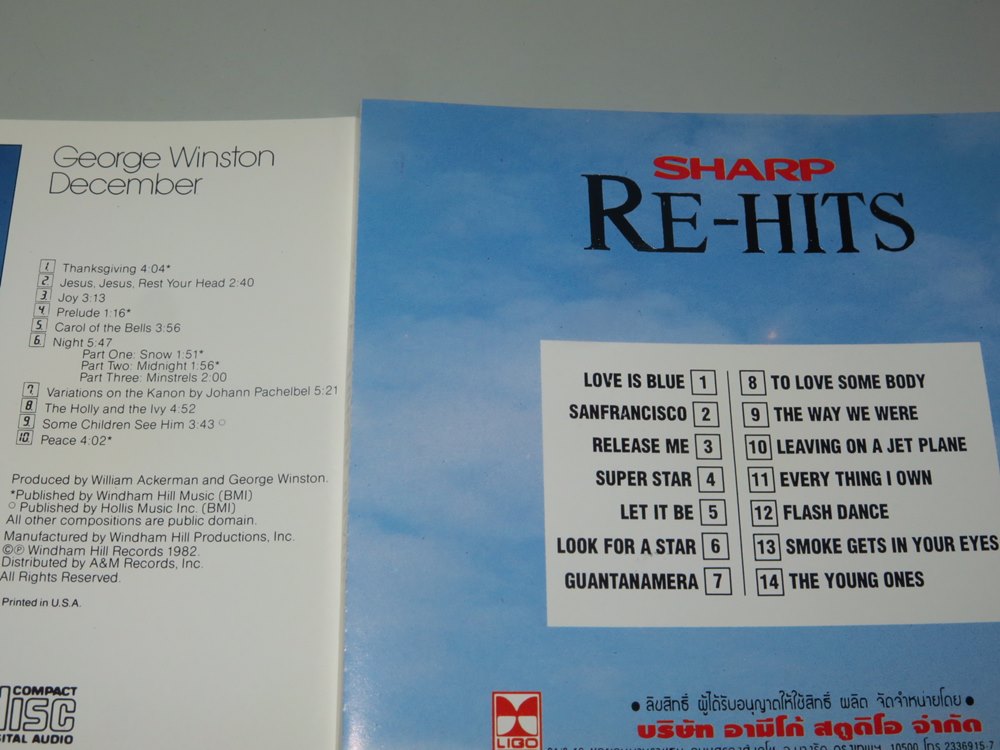 George Winston
December
1. Thanksgiving 4:04*
2. Jesus, Jesus, Rest Your Head 2:40
3. Joy 3:13
4. Prelude 1:16*
5. Carol of the Bells 3:56
6. Night 5:47
Part One: Snow 1:51*
Part Two: Midnight 1:56*
Part Three: Minstrels 2:00
7. Variations on the Kanon by Johann Pachelbel 5:21
8. The Holly and the Ivy 4:52
9. Some Children See Him 3:43 ○
10. Peace 4:02*
Produced by William Ackerman and George Winston.
*Published by Windham Hill Music (BMI)
○ Published by Hollis Music Inc. (BMI)
All other compositions are public domain.
Manufactured by Windham Hill Productions, Inc.
©℗ Windham Hill Records 1982.
Distributed by A&M Records, Inc.
All Rights Reserved.
Printed in U.S.A.
COMPACT
DISC
DIGITAL AUDIO
SHARP
RE-HITS
LOVE IS BLUE 1
SANFRANCISCO 2
RELEASE ME 3
SUPER STAR 4
LET IT BE 5
LOOK FOR A STAR 6
GUANTANAMERA 7
8 TO LOVE SOME BODY
9 THE WAY WE WERE
10 LEAVING ON A JET PLANE
11 EVERY THING I OWN
12 FLASH DANCE
13 SMOKE GETS IN YOUR EYES
14 THE YOUNG ONES
LIGO
• ลิขสิทธิ์ ผู้ได้รับอนุญาตให้ใช้สิทธิ์ ผลิต จัดจำหน่ายโดย •
บริษัท อามีโก้ สตูดิโอ จำกัด
10500 โทร 2336915-7